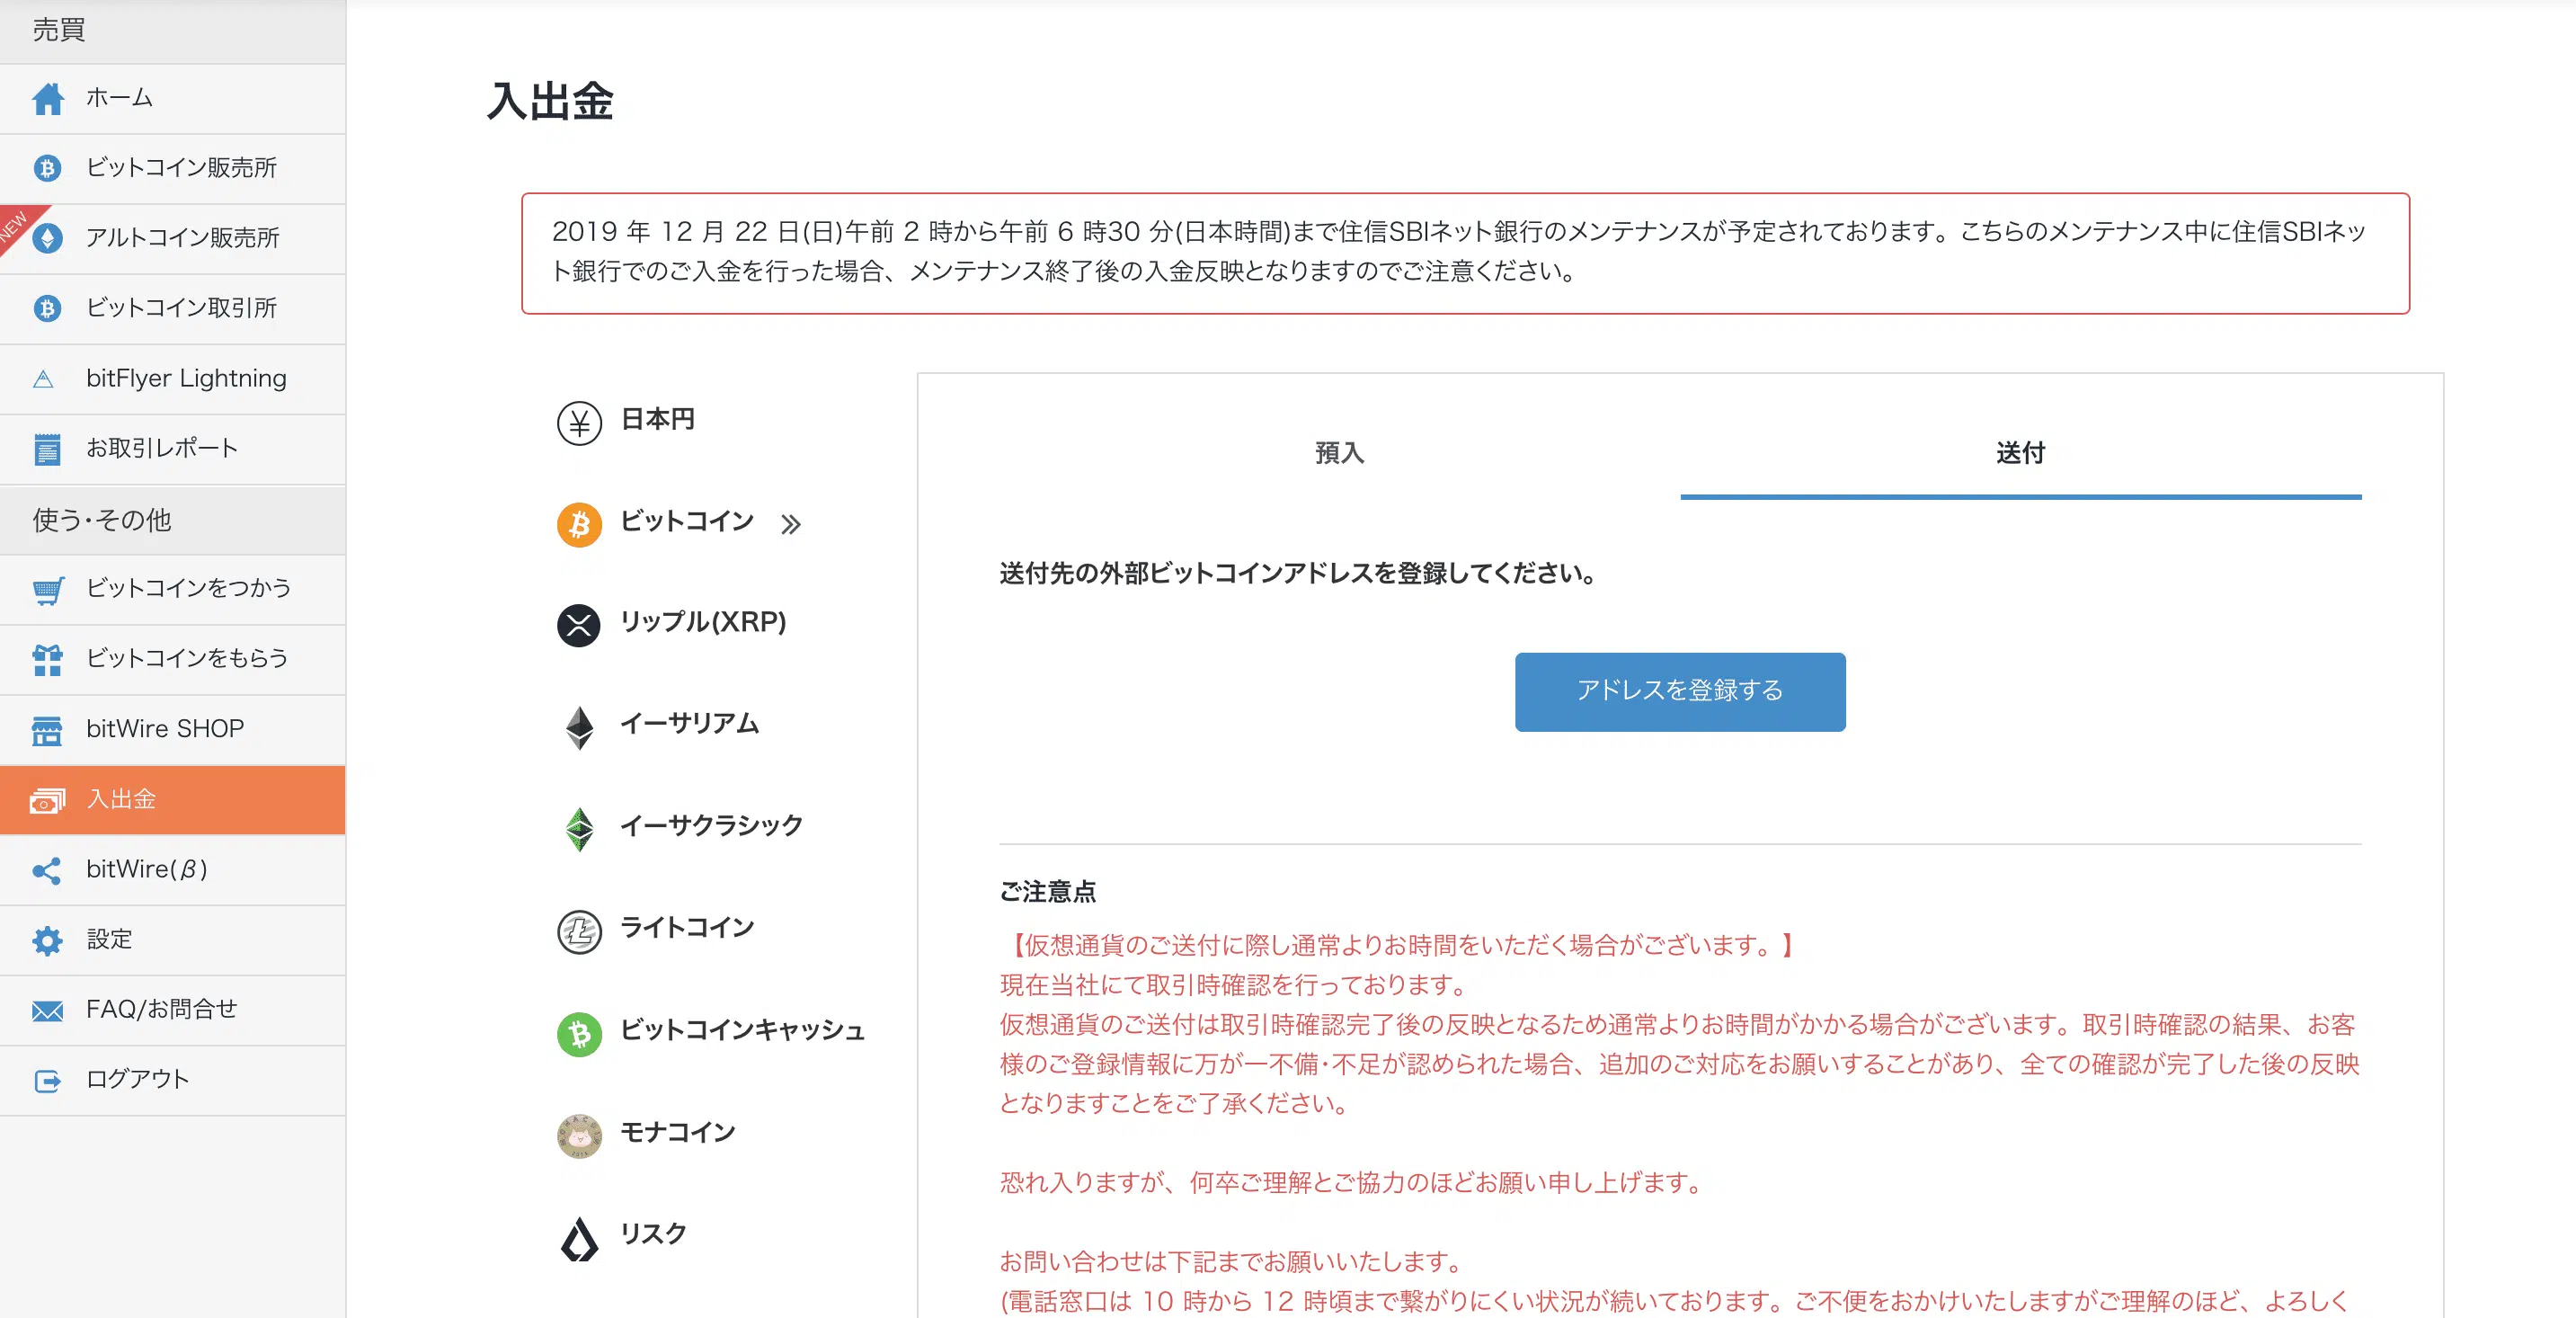 売買
ホーム
ビットコイン販売所
NEW
アルトコイン販売所
ビットコイン取引所
bitFlyer Lightning
お取引レポート
使う・その他
ビットコインをつかう
ビットコインをもらう
bitWire SHOP
入出金
bitWire(β)
設定
FAQ/お問合せ
ログアウト
入出金
2019 年 12 月 22 日(日)午前 2 時から午前 6 時30 分(日本時間)まで住信SBIネット銀行のメンテナンスが予定されております。こちらのメンテナンス中に住信SBIネッ
ト銀行でのご入金を行った場合、メンテナンス終了後の入金反映となりますのでご注意ください。
日本円
ビットコイン
リップル(XRP)
イーサリアム
イーサクラシック
ライトコイン
ビットコインキャッシュ
モナコイン
リスク
預入
送付
送付先の外部ビットコインアドレスを登録してください。
アドレスを登録する
ご注意点
【仮想通貨のご送付に際し通常よりお時間をいただく場合がございます。】
現在当社にて取引時確認を行っております。
仮想通貨のご送付は取引時確認完了後の反映となるため通常よりお時間がかかる場合がございます。取引時確認の結果、お客
様のご登録情報に万が一不備・不足が認められた場合、追加のご対応をお願いすることがあり、全ての確認が完了した後の反映
となりますことをご了承ください。
恐れ入りますが、何卒ご理解とご協力のほどお願い申し上げます。
お問い合わせは下記までお願いいたします。
(電話窓口は 10 時から 12 時頃まで繋がりにくい状況が続いております。ご不便をおかけいたしますがご理解のほど、よろしく